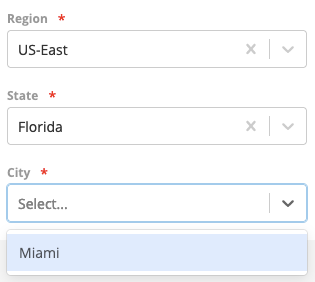 Region *
US-East
State *
Florida
City *
Select...
Miami